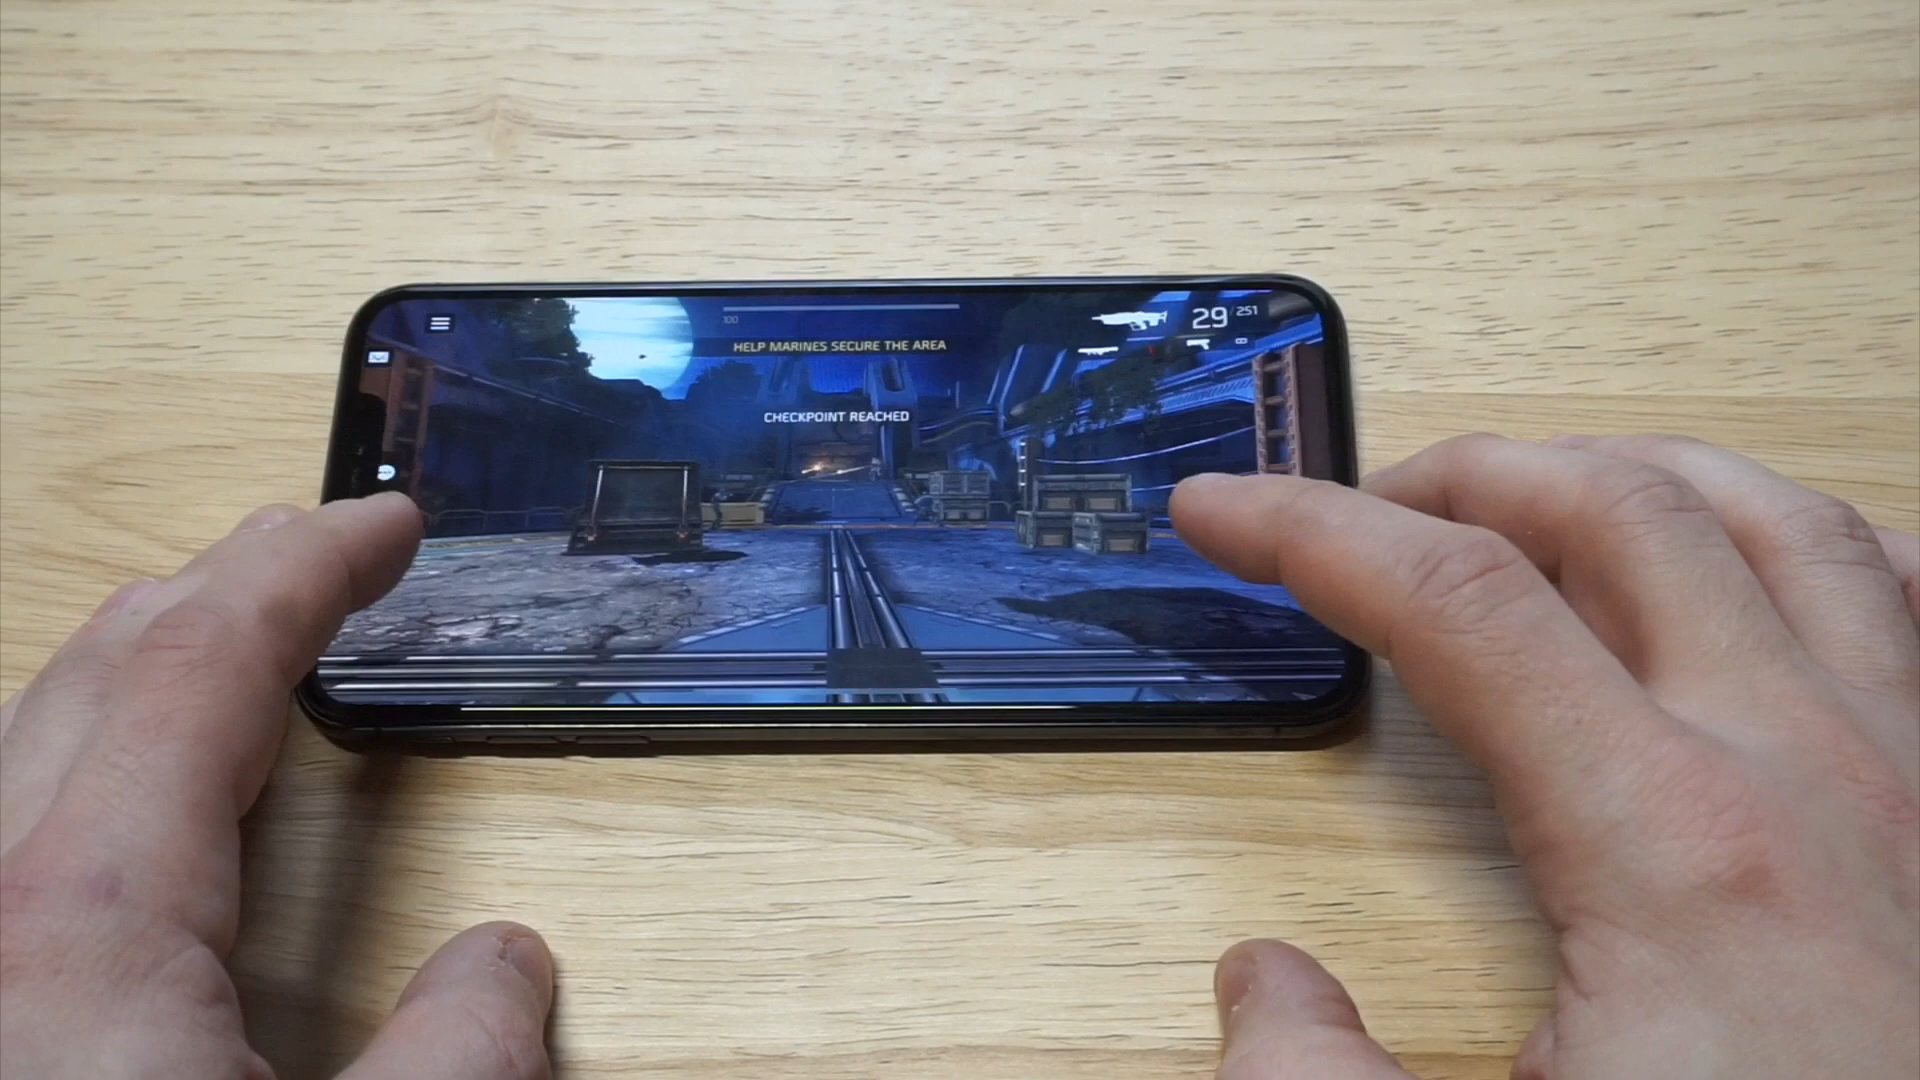 100
HELP MARINES SECURE THE AREA
29/251
∞
CHECKPOINT REACHED